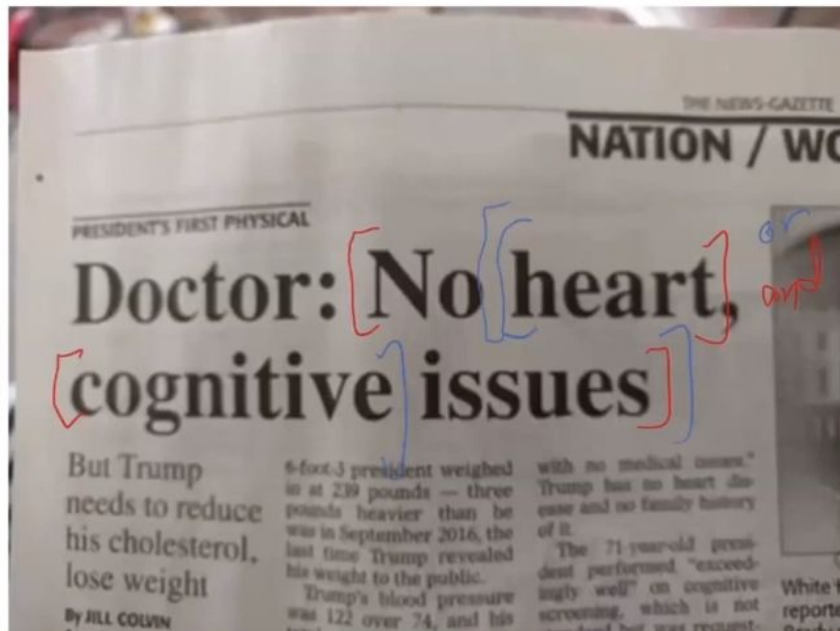 THE NEWS-GAZETTE
NATION / WO
PRESIDENT'S FIRST PHYSICAL
Doctor: No heart,
cognitive issues
or
and
But Trump
needs to reduce
his cholesterol,
lose weight
By JILL COLVIN
6-foot-3 president weighed
in at 239 pounds — three
pounds heavier than he
was in September 2016, the
last time Trump revealed
his weight to the public.
Trump's blood pressure
was 122 over 74, and his
with no medical issues."
Trump has no heart dis-
ease and no family history
of it.
The 71-year-old presi-
dent performed "exceed-
ingly well" on cognitive
screening, which is not
but was request-
White
reporte